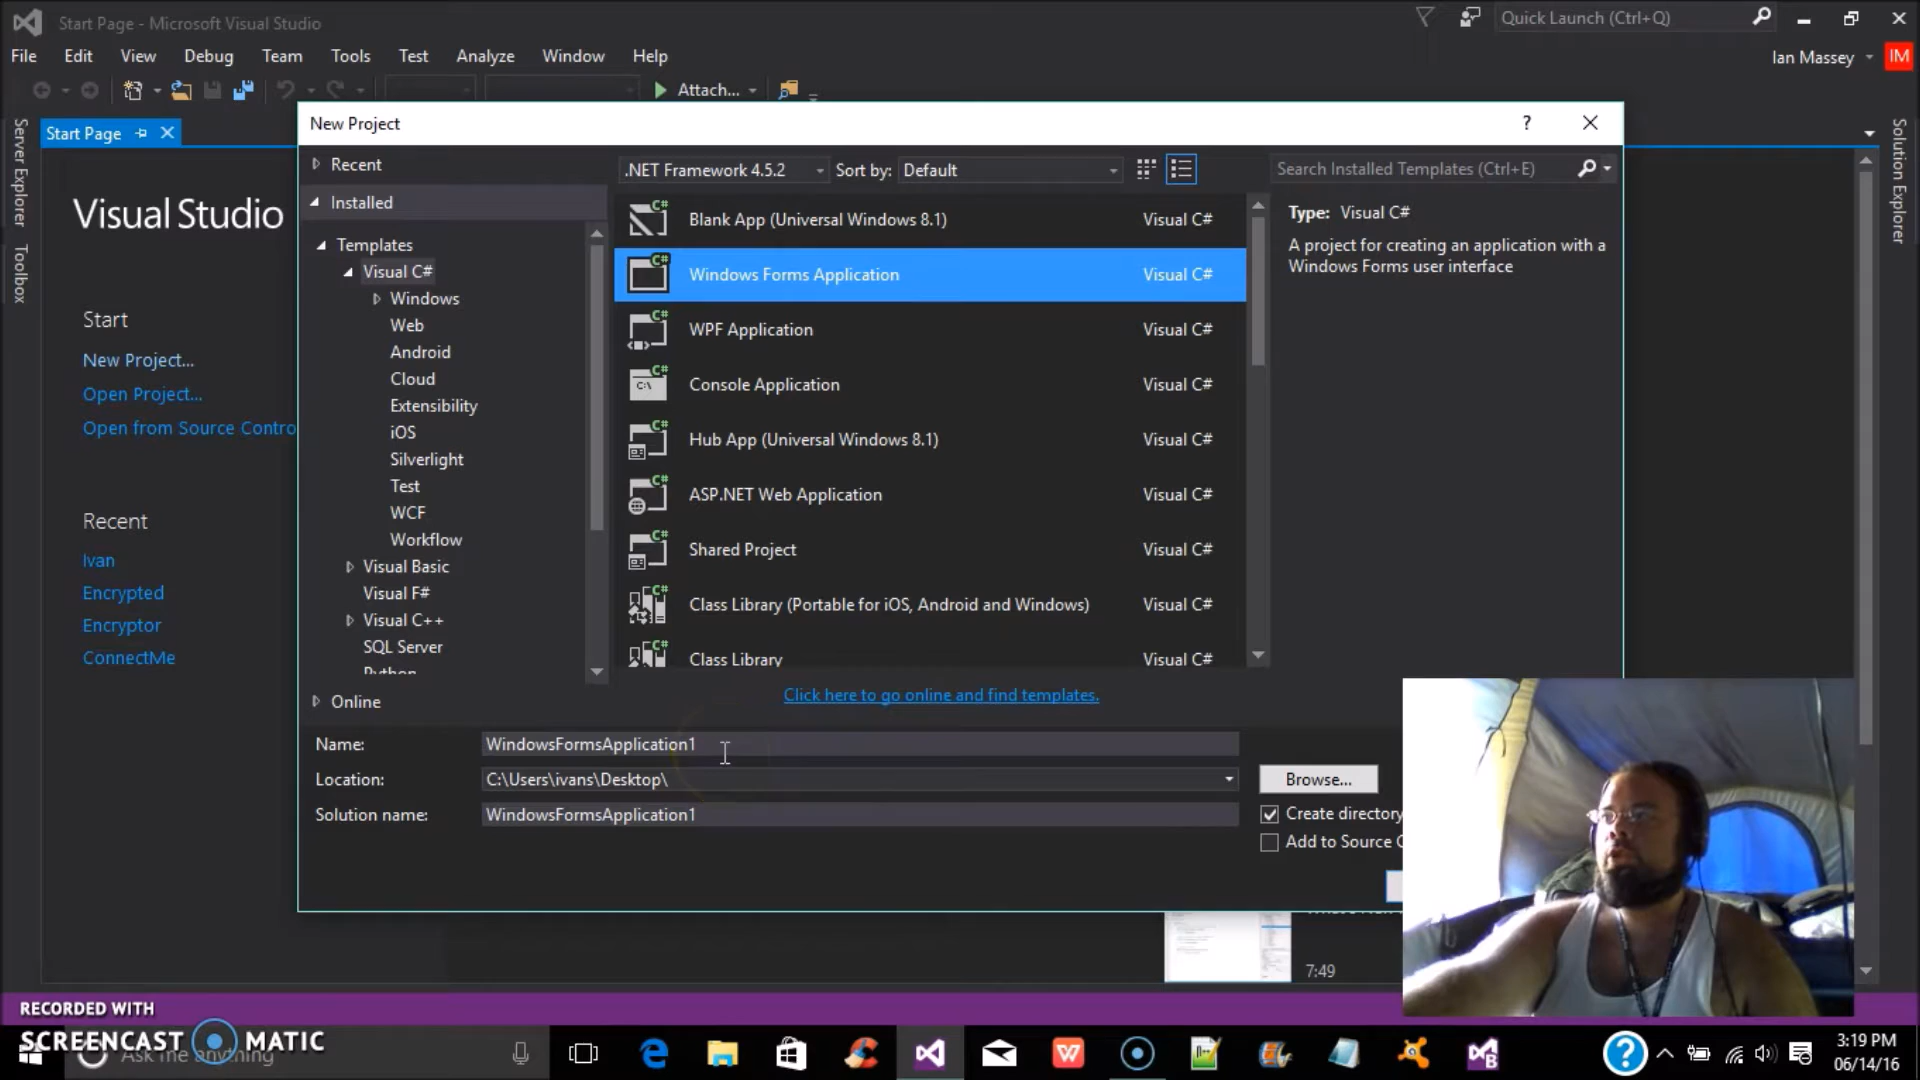 Start Page - Microsoft Visual Studio
Quick Launch (Ctrl+Q)
File Edit View Debug Team Tools Test Analyze Window Help
Ian Massey
IM
Attach...
Server Explorer
Toolbox
Solution Explorer
Start Page
Visual Studio
Start
New Project...
Open Project...
Open from Source Contro
Recent
Ivan
Encrypted
Encryptor
ConnectMe
New Project
?
Recent
Installed
Templates
Visual C#
Windows
Web
Android
Cloud
Extensibility
iOS
Silverlight
Test
WCF
Workflow
Visual Basic
Visual F#
Visual C++
SQL Server
Python
Online
.NET Framework 4.5.2
Sort by: Default
Search Installed Templates (Ctrl+E)
Blank App (Universal Windows 8.1) Visual C#
Windows Forms Application Visual C#
WPF Application Visual C#
Console Application Visual C#
Hub App (Universal Windows 8.1) Visual C#
ASP.NET Web Application Visual C#
Shared Project Visual C#
Class Library (Portable for iOS, Android and Windows) Visual C#
Class Library Visual C#
Click here to go online and find templates.
Type: Visual C#
A project for creating an application with a
Windows Forms user interface
Name: WindowsFormsApplication1
Location: C:\Users\ivans\Desktop\
Browse...
Solution name: WindowsFormsApplication1
Create directory
Add to Source C
7:49
RECORDED WITH
SCREENCAST MATIC
Ask me anything
3:19 PM
06/14/16